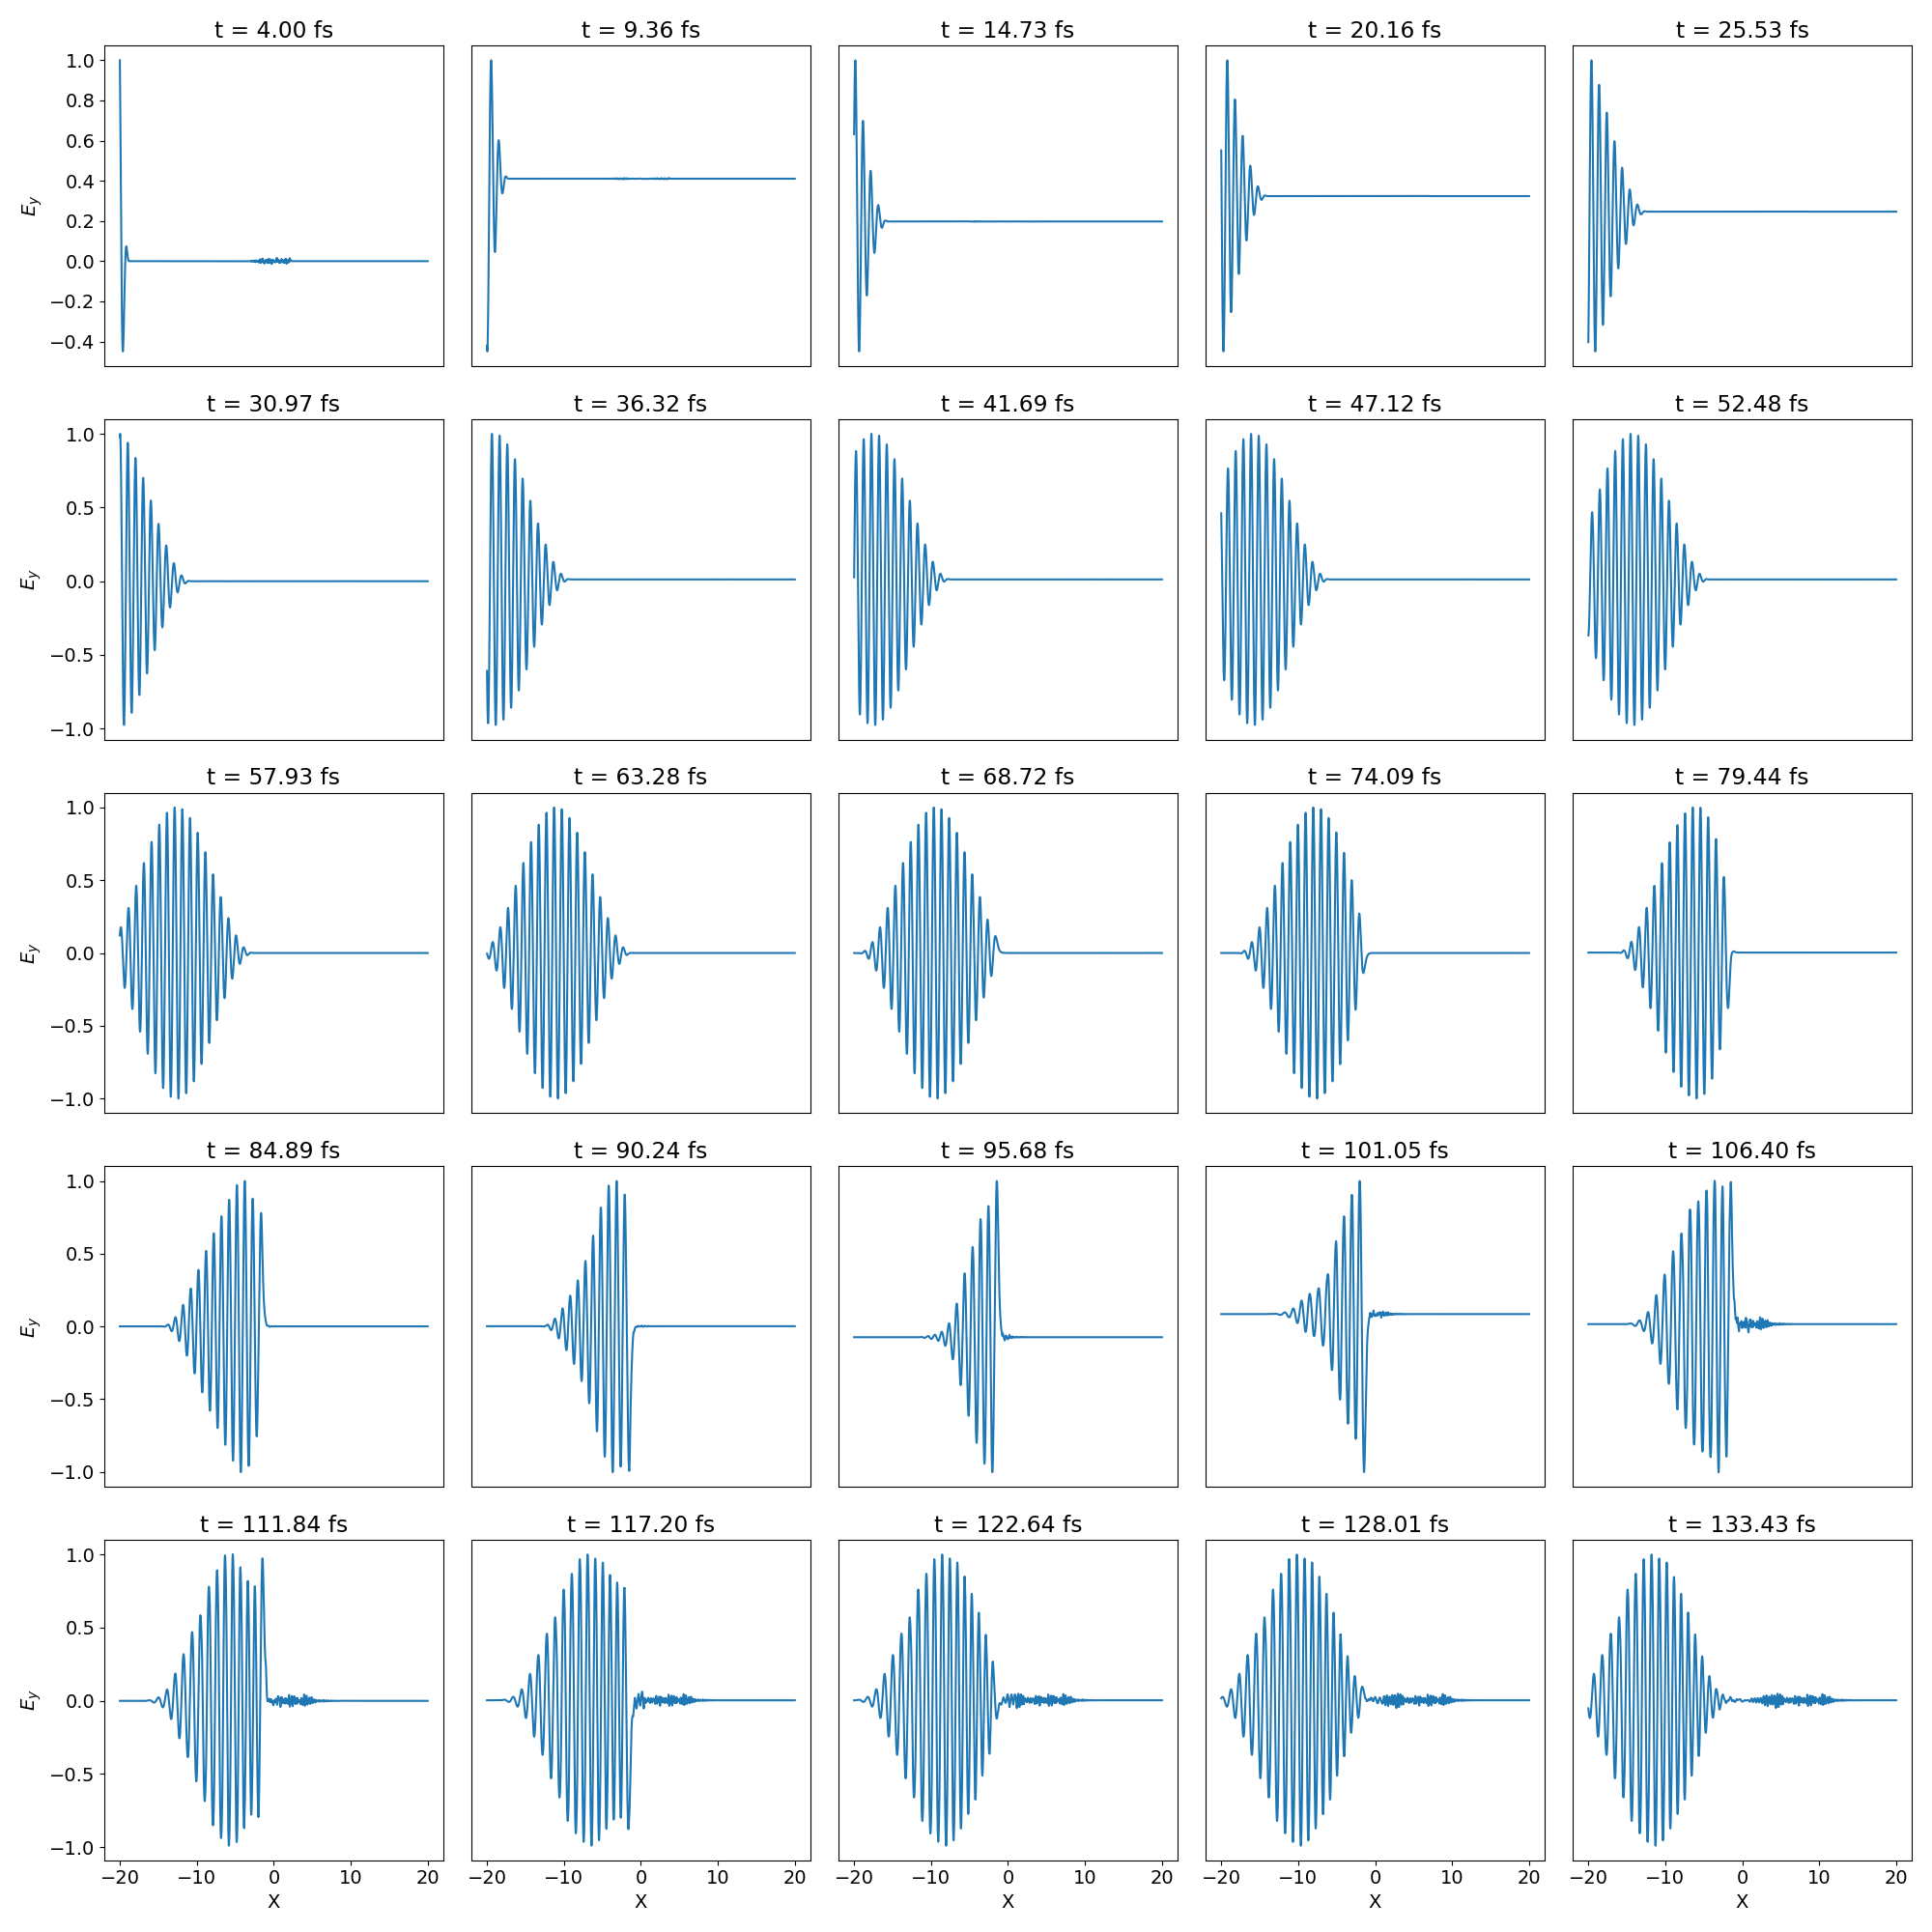 t = 4.00 fs
t = 9.36 fs
t = 14.73 fs
t = 20.16 fs
t = 25.53 fs
1.0
0.8
0.6
0.4
0.2
0.0
−0.2
−0.4
E_y
t = 30.97 fs
t = 36.32 fs
t = 41.69 fs
t = 47.12 fs
t = 52.48 fs
1.0
0.5
0.0
−0.5
−1.0
E_y
t = 57.93 fs
t = 63.28 fs
t = 68.72 fs
t = 74.09 fs
t = 79.44 fs
1.0
0.5
0.0
−0.5
−1.0
E_y
t = 84.89 fs
t = 90.24 fs
t = 95.68 fs
t = 101.05 fs
t = 106.40 fs
1.0
0.5
0.0
−0.5
−1.0
E_y
t = 111.84 fs
t = 117.20 fs
t = 122.64 fs
t = 128.01 fs
t = 133.43 fs
1.0
0.5
0.0
−0.5
−1.0
E_y
−20 −10 0 10 20
−20 −10 0 10 20
−20 −10 0 10 20
−20 −10 0 10 20
−20 −10 0 10 20
X
X
X
X
X